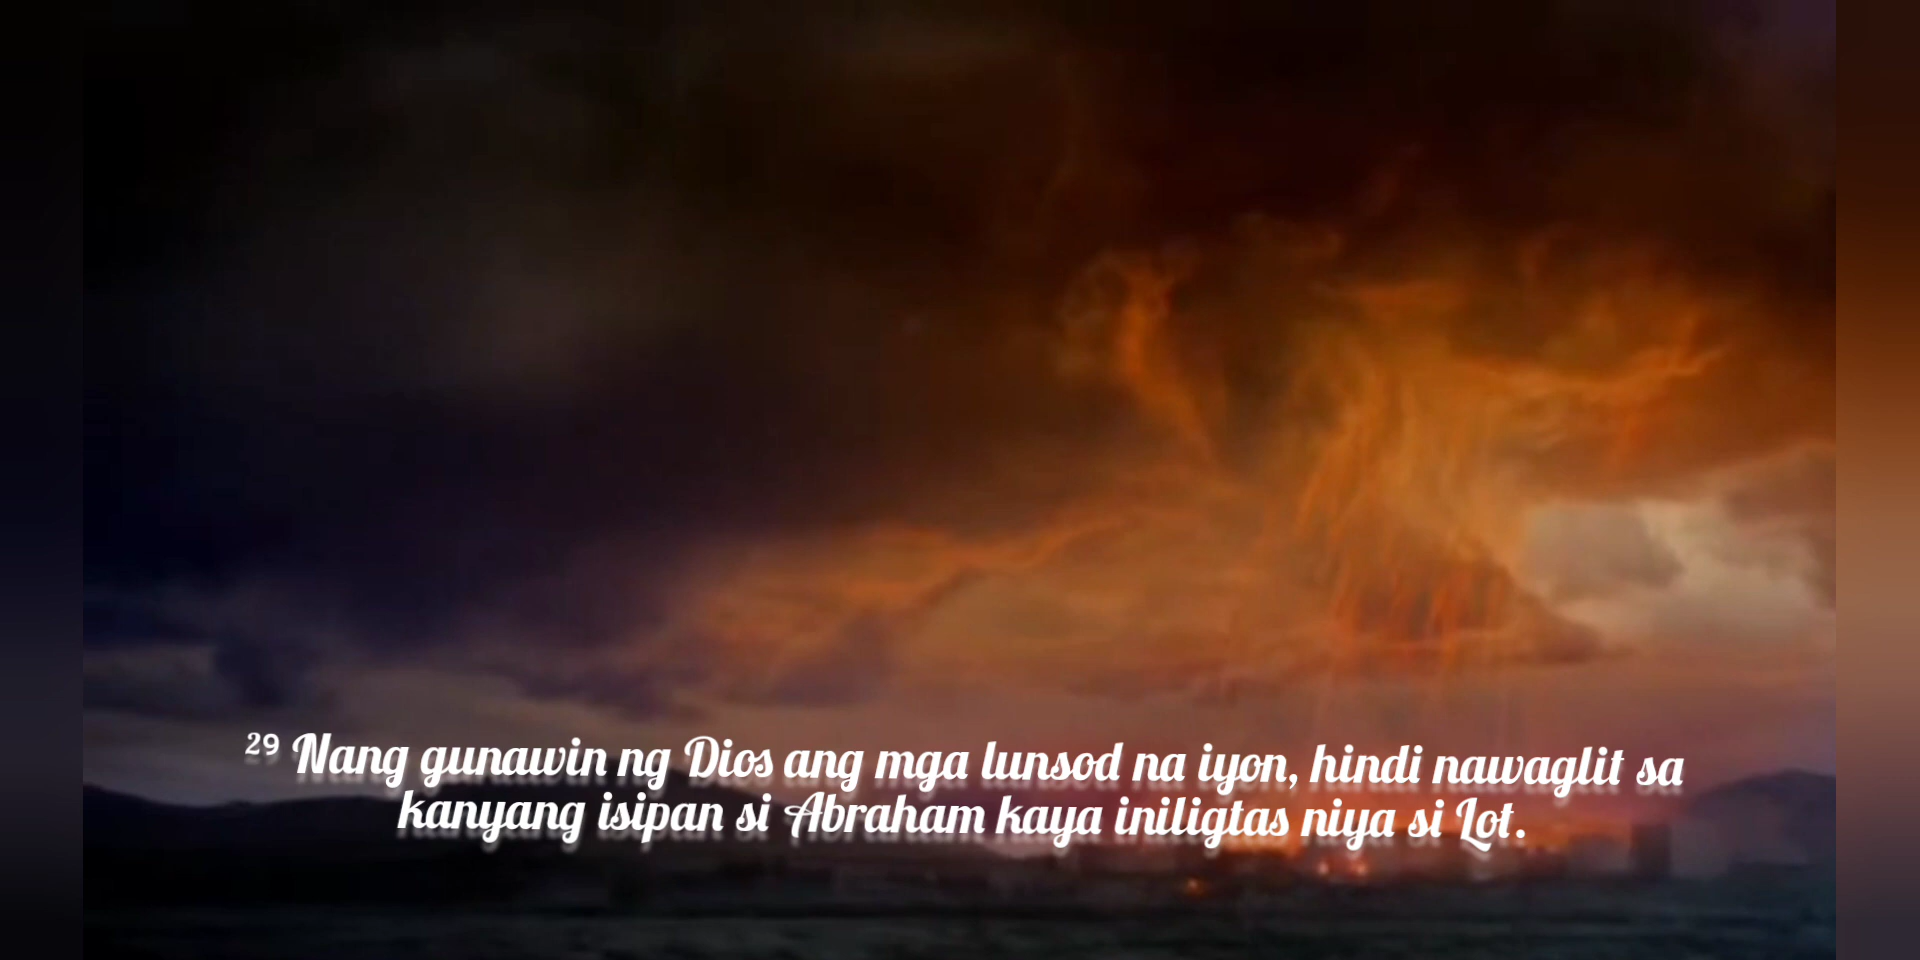 ²⁹ Nang gunawin ng Dios ang mga lunsod na iyon, hindi nawaglit sa
kanyang isipan si Abraham kaya iniligtas niya si Lot.